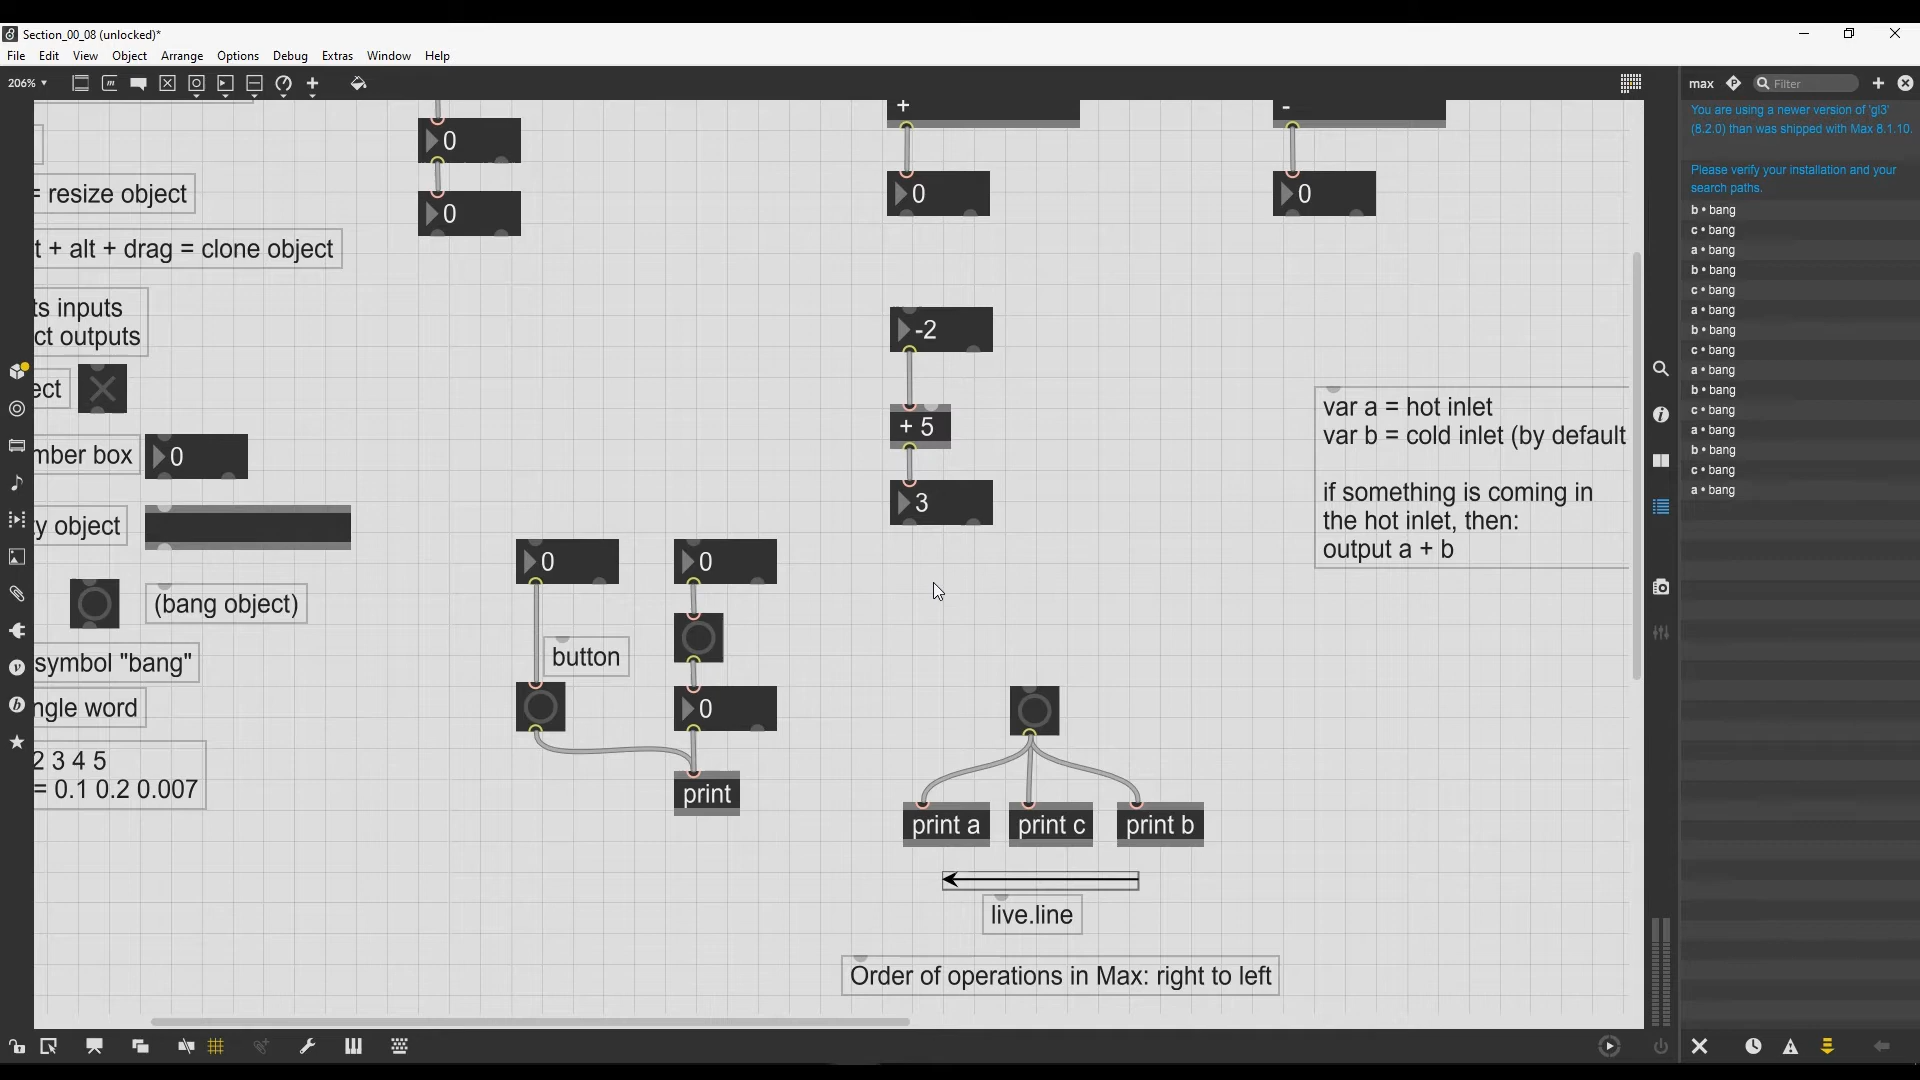 Section_00_08 (unlocked)*
File Edit View Object Arrange Options Debug Extras Window Help
206%
max
Filter
You are using a newer version of 'gl3'
(8.2.0) than was shipped with Max 8.1.10.
Please verify your installation and your
search paths.
b • bang
c • bang
a • bang
b • bang
c • bang
a • bang
b • bang
c • bang
a • bang
b • bang
c • bang
a • bang
b • bang
c • bang
a • bang
= resize object
t + alt + drag = clone object
ts inputs
ct outputs
ect
mber box
0
y object
(bang object)
symbol "bang"
ngle word
2 3 4 5
= 0.1 0.2 0.007
0
0
0
0
button
0
print
+
0
-2
+ 5
3
-
0
var a = hot inlet
var b = cold inlet (by default
if something is coming in
the hot inlet, then:
output a + b
print a
print c
print b
live.line
Order of operations in Max: right to left